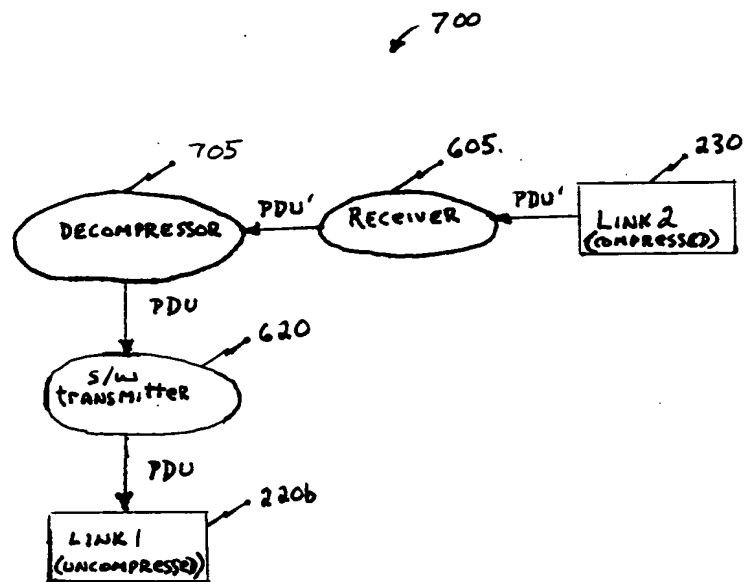 700
705
605.
230
DECOMPRESSOR
PDU'
RECEIVER
PDU'
LINK 2
(COMPRESSED)
PDU
620
S/W
transmitter
PDU
220b
LINK 1
(UNCOMPRESSED)